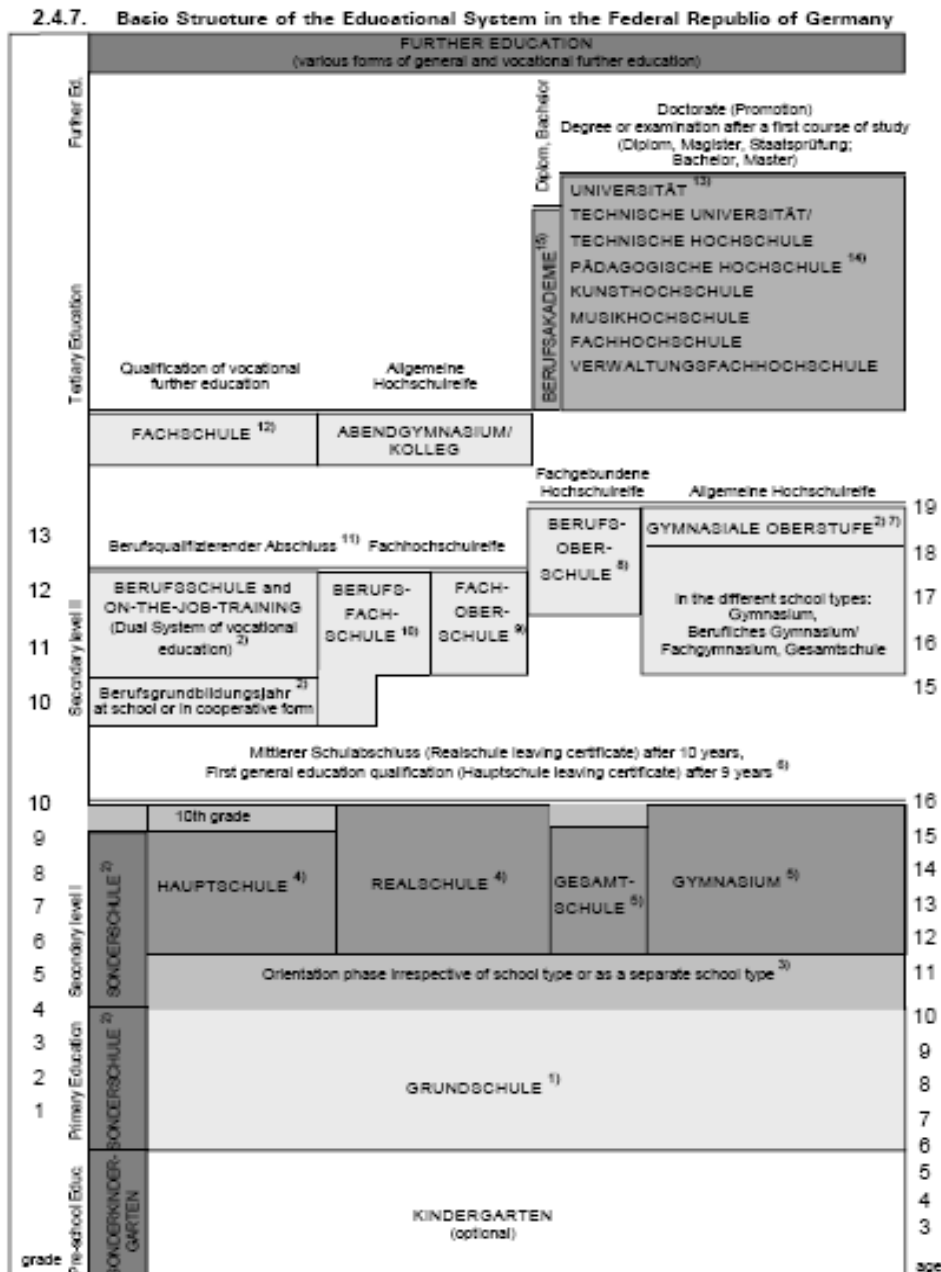 2.4.7. Basic Structure of the Educational System in the Federal Republic of Germany
FURTHER EDUCATION
(various forms of general and vocational further education)
Further Ed.
Diplom, Bachelor
Doctorate (Promotion)
Degree or examination after a first course of study
(Diplom, Magister, Staatsprüfung;
Bachelor, Master)
Tertiary Education
BERUFSAKADEMIE 15)
UNIVERSITÄT 13)
TECHNISCHE UNIVERSITÄT/
TECHNISCHE HOCHSCHULE
PÄDAGOGISCHE HOCHSCHULE 14)
KUNSTHOCHSCHULE
MUSIKHOCHSCHULE
FACHHOCHSCHULE
VERWALTUNGSFACHHOCHSCHULE
Qualification of vocational
further education
Allgemeine
Hochschulreife
FACHSCHULE 12)
ABENDGYMNASIUM/
KOLLEG
Fachgebundene
Hochschulreife
Allgemeine Hochschulreife
19
13
Berufsqualifizierender Abschluss 11)
Fachhochschulreife
BERUFS-
OBER-
SCHULE 8)
GYMNASIALE OBERSTUFE 2) 7)
18
12
Secondary level II
BERUFSSCHULE and
ON-THE-JOB-TRAINING
(Dual System of vocational
education) 2)
BERUFS-
FACH-
SCHULE 10)
FACH-
OBER-
SCHULE 9)
In the different school types:
Gymnasium,
Berufliches Gymnasium/
Fachgymnasium, Gesamtschule
17
11
16
10
Berufsgrundbildungsjahr 2)
at school or in cooperative form
15
Mittlerer Schulabschluss (Realschule leaving certificate) after 10 years,
First general education qualification (Hauptschule leaving certificate) after 9 years 6)
10
16
10th grade
9
15
8
Secondary level I
SONDERSCHULE 2)
HAUPTSCHULE 4)
REALSCHULE 4)
GESAMT-
SCHULE 5)
GYMNASIUM 5)
14
7
13
6
12
5
Orientation phase irrespective of school type or as a separate school type 3)
11
4
10
3
Primary Education
SONDERSCHULE 2)
9
2
GRUNDSCHULE 1)
8
1
7
6
Pre-school Educ.
SONDERKINDER-
GARTEN
5
KINDERGARTEN
(optional)
4
3
grade
age